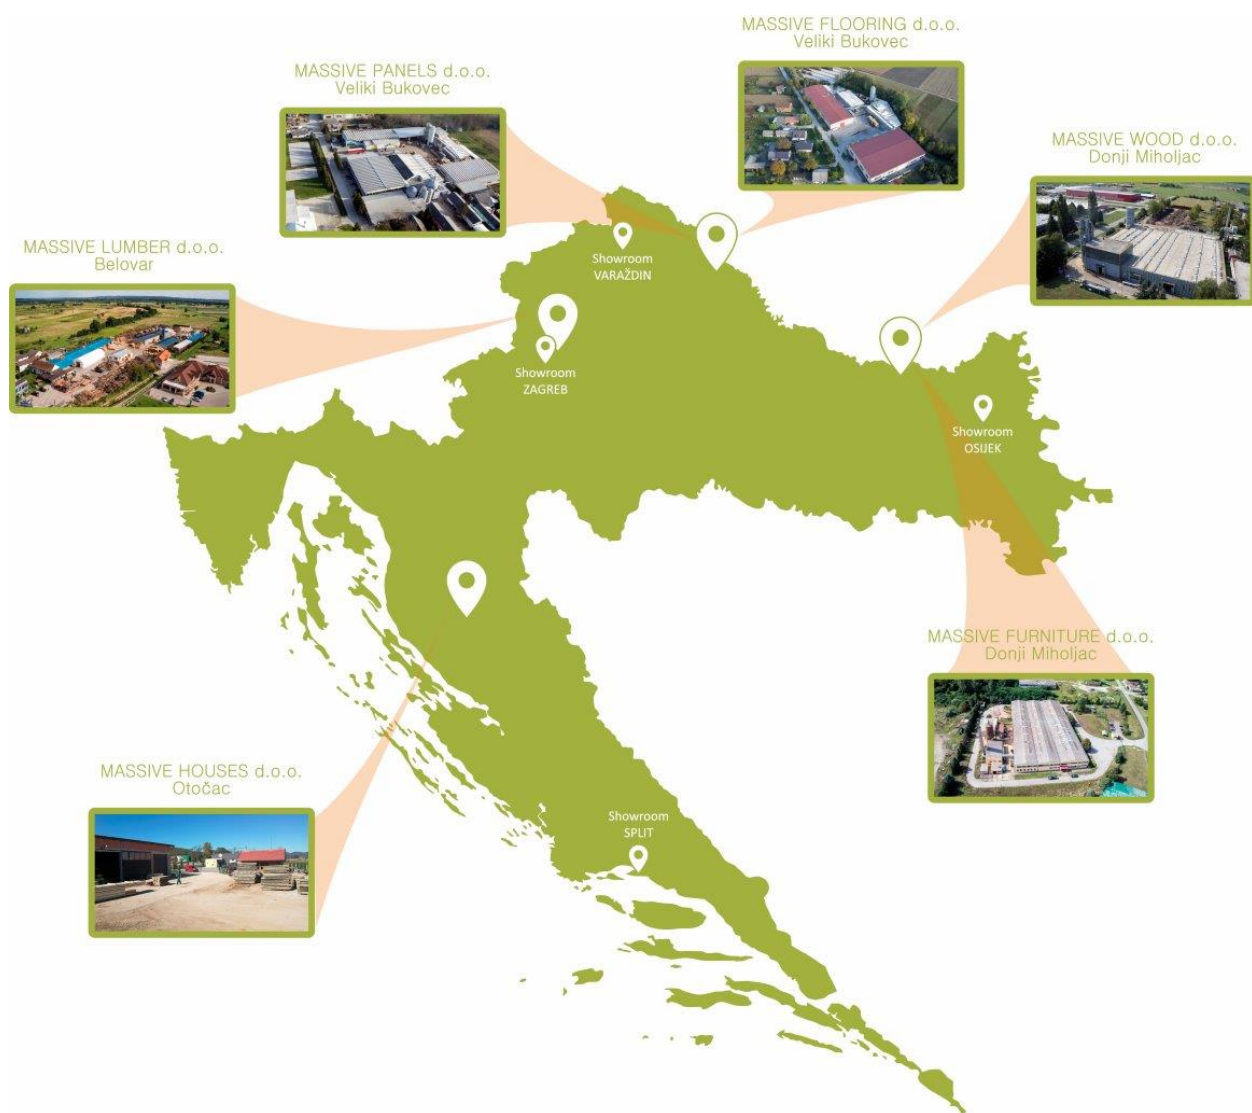 MASSIVE FLOORING d.o.o.
Veliki Bukovec
MASSIVE PANELS d.o.o.
Veliki Bukovec
MASSIVE WOOD d.o.o.
Donji Miholjac
MASSIVE LUMBER d.o.o.
Belovar
Showroom
VARAŽDIN
Showroom
ZAGREB
Showroom
OSIJEK
MASSIVE FURNITURE d.o.o.
Donji Miholjac
MASSIVE HOUSES d.o.o.
Otočac
Showroom
SPLIT